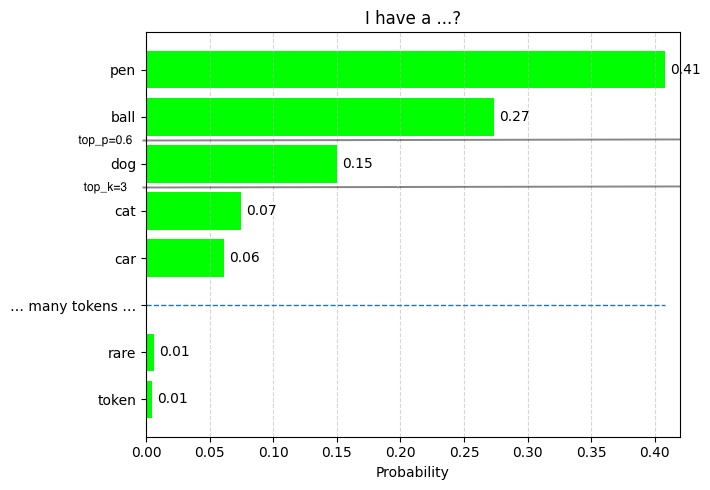 I have a ...?
pen 0.41
ball 0.27
top_p=0.6
dog 0.15
top_k=3
cat 0.07
car 0.06
... many tokens ...
rare 0.01
token 0.01
0.00 0.05 0.10 0.15 0.20 0.25 0.30 0.35 0.40
Probability